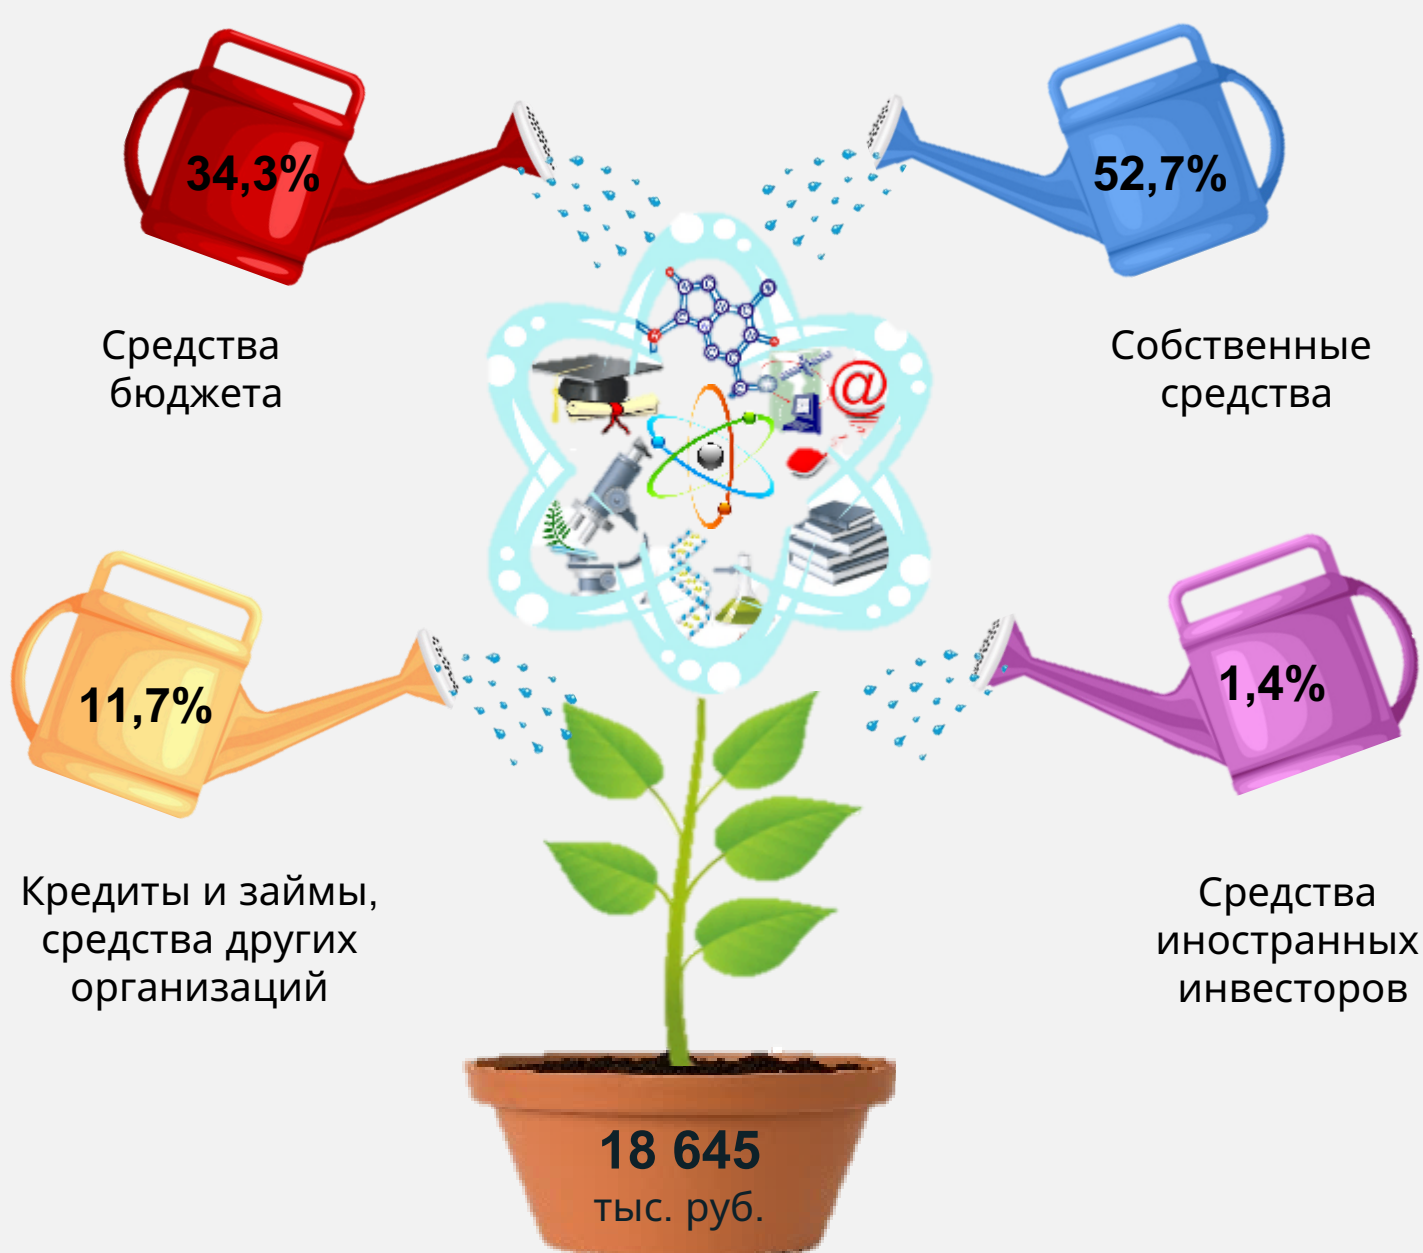 34,3%
52,7%
Средства
бюджета
Собственные
средства
@
11,7%
1,4%
Кредиты и займы,
средства других
организаций
Средства
иностранных
инвесторов
18 645
тыс. руб.